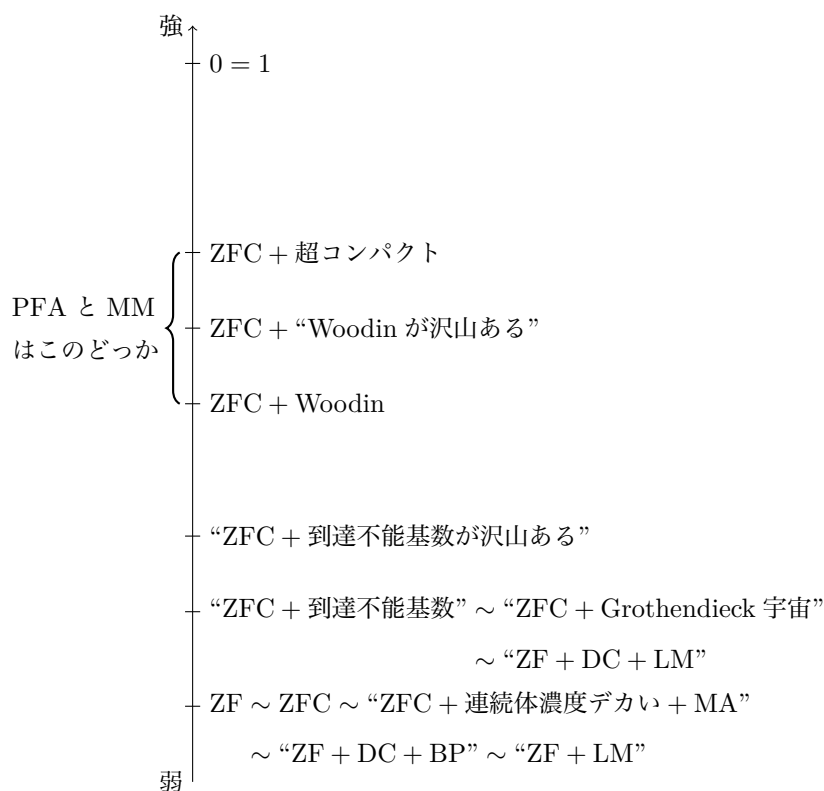 強
0 = 1
ZFC + 超コンパクト
PFA と MM
はこのどっか
ZFC + “Woodin が沢山ある”
ZFC + Woodin
“ZFC + 到達不能基数が沢山ある”
“ZFC + 到達不能基数” ∼ “ZFC + Grothendieck 宇宙”
∼ “ZF + DC + LM”
ZF ∼ ZFC ∼ “ZFC + 連続体濃度デカい + MA”
∼ “ZF + DC + BP” ∼ “ZF + LM”
弱